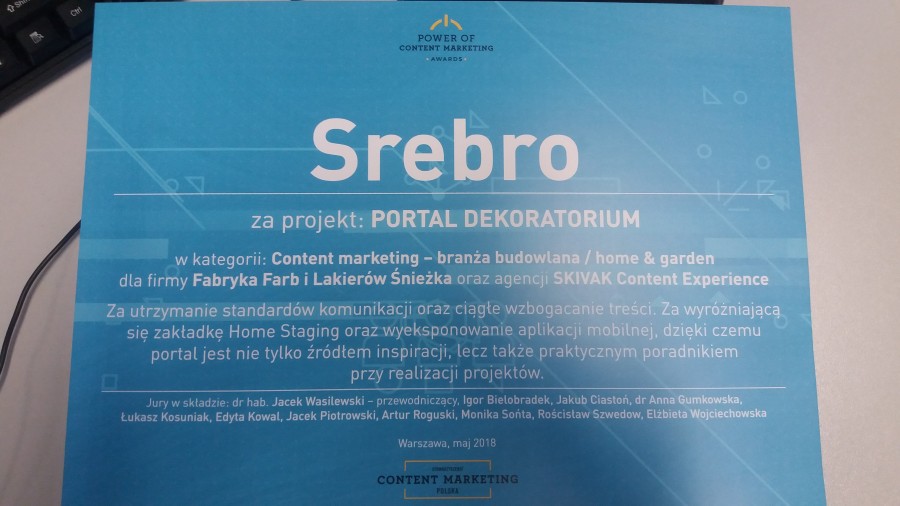 POWER OF
CONTENT MARKETING
AWARDS
Srebro
za projekt: PORTAL DEKORATORIUM
w kategorii: Content marketing – branża budowlana / home & garden
dla firmy Fabryka Farb i Lakierów Śnieżka oraz agencji SKIVAK Content Experience
Za utrzymanie standardów komunikacji oraz ciągłe wzbogacanie treści. Za wyróżniającą
się zakładkę Home Staging oraz wyeksponowanie aplikacji mobilnej, dzięki czemu
portal jest nie tylko źródłem inspiracji, lecz także praktycznym poradnikiem
przy realizacji projektów.
Jury w składzie: dr hab. Jacek Wasilewski – przewodniczący, Igor Bielobradek, Jakub Ciastoń, dr Anna Gumkowska,
Łukasz Kosuniak, Edyta Kowal, Jacek Piotrowski, Artur Roguski, Monika Sońta, Rościsław Szwedow, Elżbieta Wojciechowska
Warszawa, maj 2018
STOWARZYSZENIE
CONTENT MARKETING
POLSKA
Ctrl